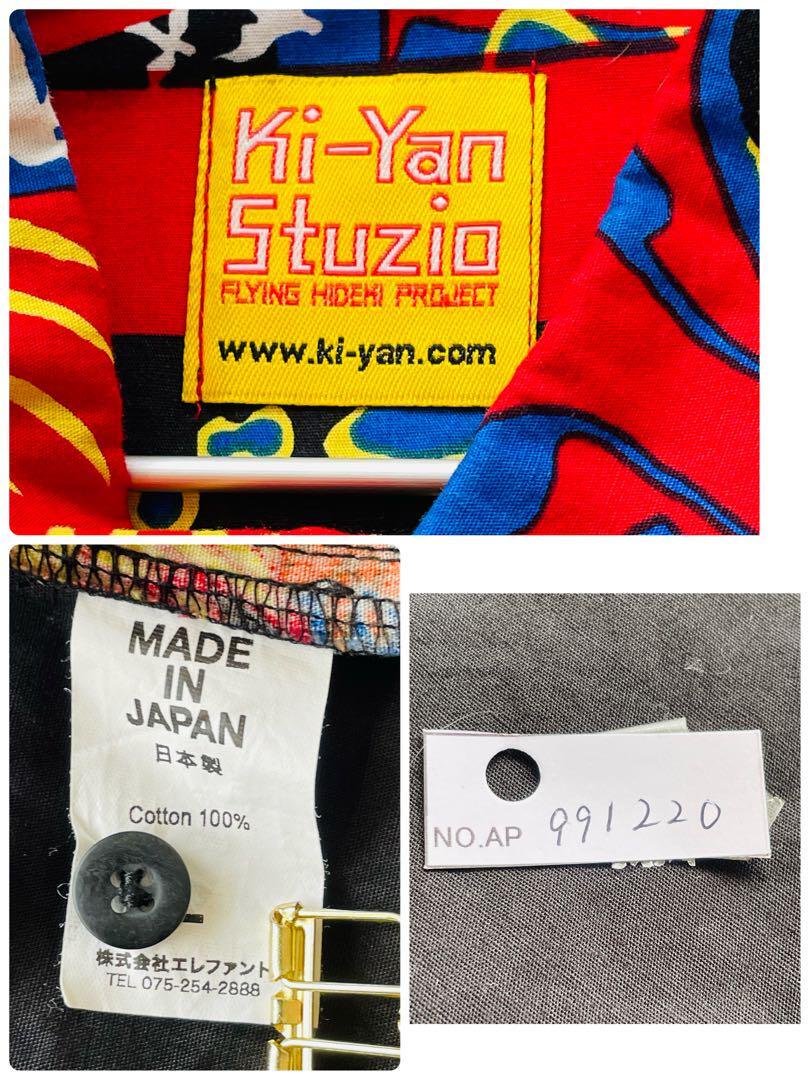 Ki-Yan
Stuzio
FLYING HIDEKI PROJECT
www.ki-yan.com
MADE
IN
JAPAN
日本製
Cotton 100%
株式会社エレファント
TEL 075-254-2888
NO.AP 991220